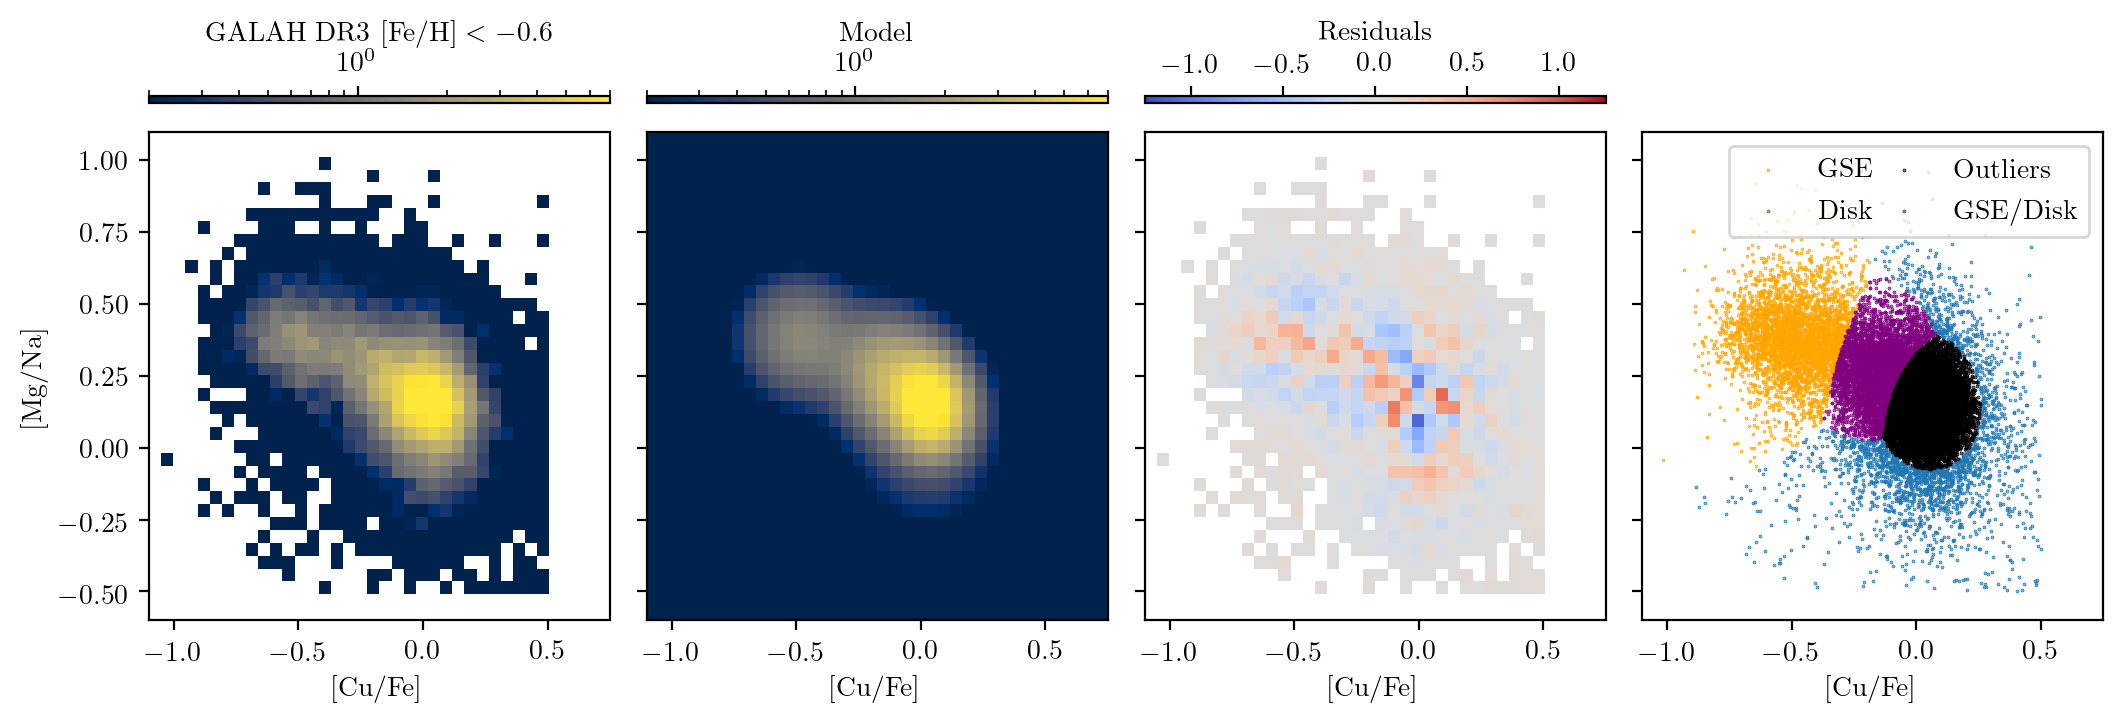 GALAH DR3 [Fe/H] < −0.6
10⁰
Model
10⁰
Residuals
−1.0 −0.5 0.0 0.5 1.0
[Mg/Na]
1.00
0.75
0.50
0.25
0.00
−0.25
−0.50
GSE
Disk
Outliers
GSE/Disk
−1.0 −0.5 0.0 0.5
[Cu/Fe]
−1.0 −0.5 0.0 0.5
[Cu/Fe]
−1.0 −0.5 0.0 0.5
[Cu/Fe]
−1.0 −0.5 0.0 0.5
[Cu/Fe]